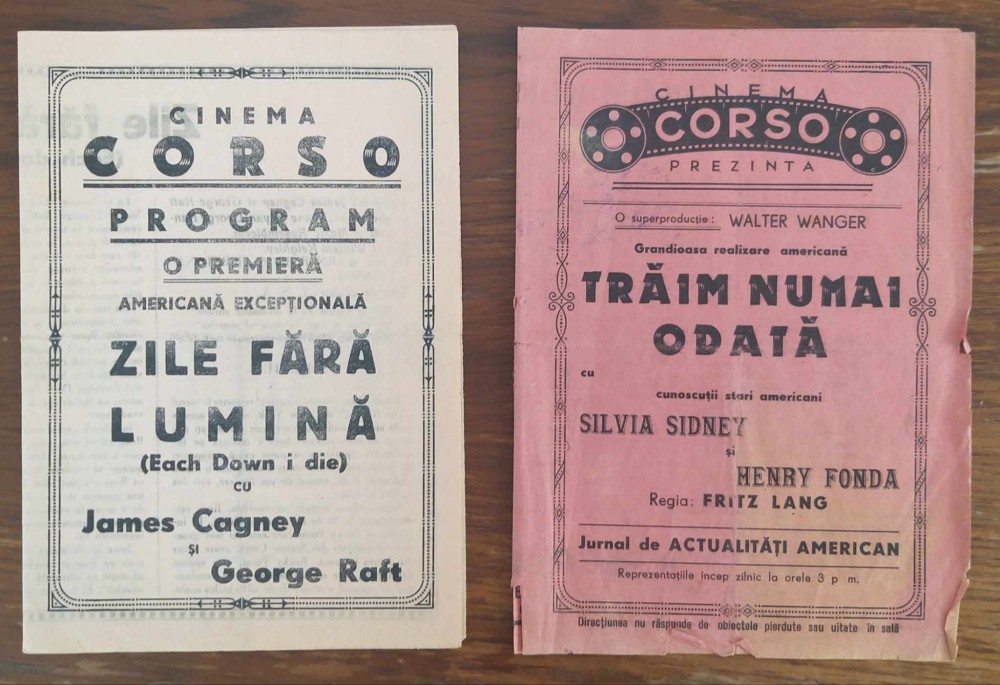 CINEMA
CORSO
PROGRAM
O PREMIERĂ
AMERICANĂ EXCEPȚIONALĂ
ZILE FĂRĂ
LUMINĂ
(Each Down i die)
CU
James Cagney
ȘI
George Raft
CINEMA
CORSO
PREZINTA
O superproducție: WALTER WANGER
Grandioasa realizare americană
TRĂIM NUMAI
ODATĂ
cu
cunoscuții stari americani
SILVIA SIDNEY
și
HENRY FONDA
Regia: FRITZ LANG
Jurnal de ACTUALITĂȚI AMERICAN
Reprezentațiile incep zilnic la orele 3 p m.
Direcțiunea nu răspunde de obiectele pierdute sau uitate în sală